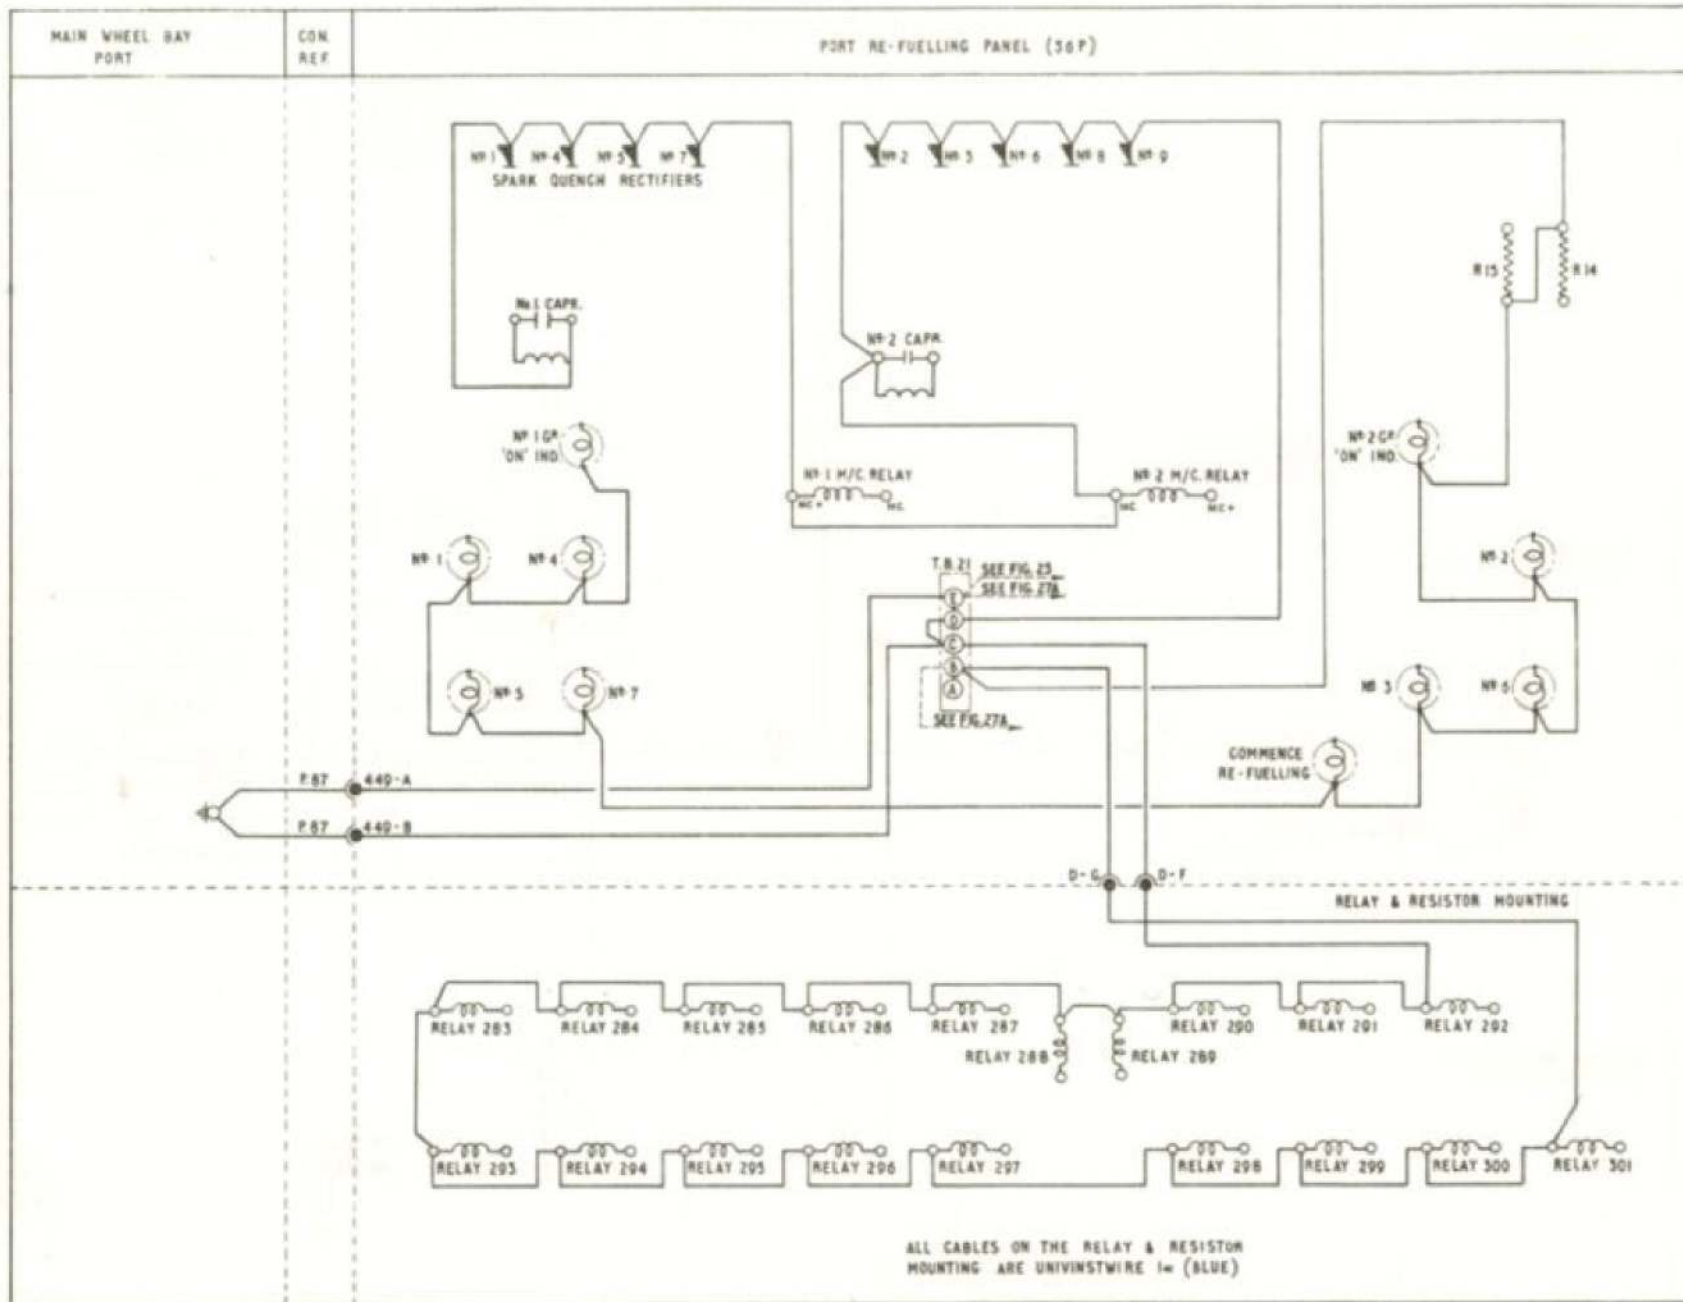 MAIN WHEEL BAY
PORT
CON.
REF.
PORT RE-FUELLING PANEL (36P)
Nº 1
Nº 4
Nº 5
Nº 7
SPARK QUENCH RECTIFIERS
Nº 2
Nº 3
Nº 6
Nº 8
Nº 9
R15
R14
No.1 CAPR.
Nº 2 CAPR.
Nº 1 GP.
'ON' IND.
Nº 2 GP.
'ON' IND.
Nº 1 M/C. RELAY
MC+
MC
Nº 2 M/C. RELAY
MC
MC+
Nº 1
Nº 4
Nº 2
T.B.21
SEE FIG. 23
SEE FIG. 27A
E
D
C
B
A
SEE FIG. 27A
Nº 5
Nº 7
Nº 3
Nº 6
COMMENCE
RE-FUELLING
P.87
449-A
P.87
449-B
D-G
D-F
RELAY & RESISTOR MOUNTING
RELAY 283
RELAY 284
RELAY 285
RELAY 286
RELAY 287
RELAY 288
RELAY 289
RELAY 290
RELAY 291
RELAY 292
RELAY 293
RELAY 294
RELAY 295
RELAY 296
RELAY 297
RELAY 298
RELAY 299
RELAY 300
RELAY 301
ALL CABLES ON THE RELAY & RESISTOR
MOUNTING ARE UNIVINSTWIRE (BLUE)